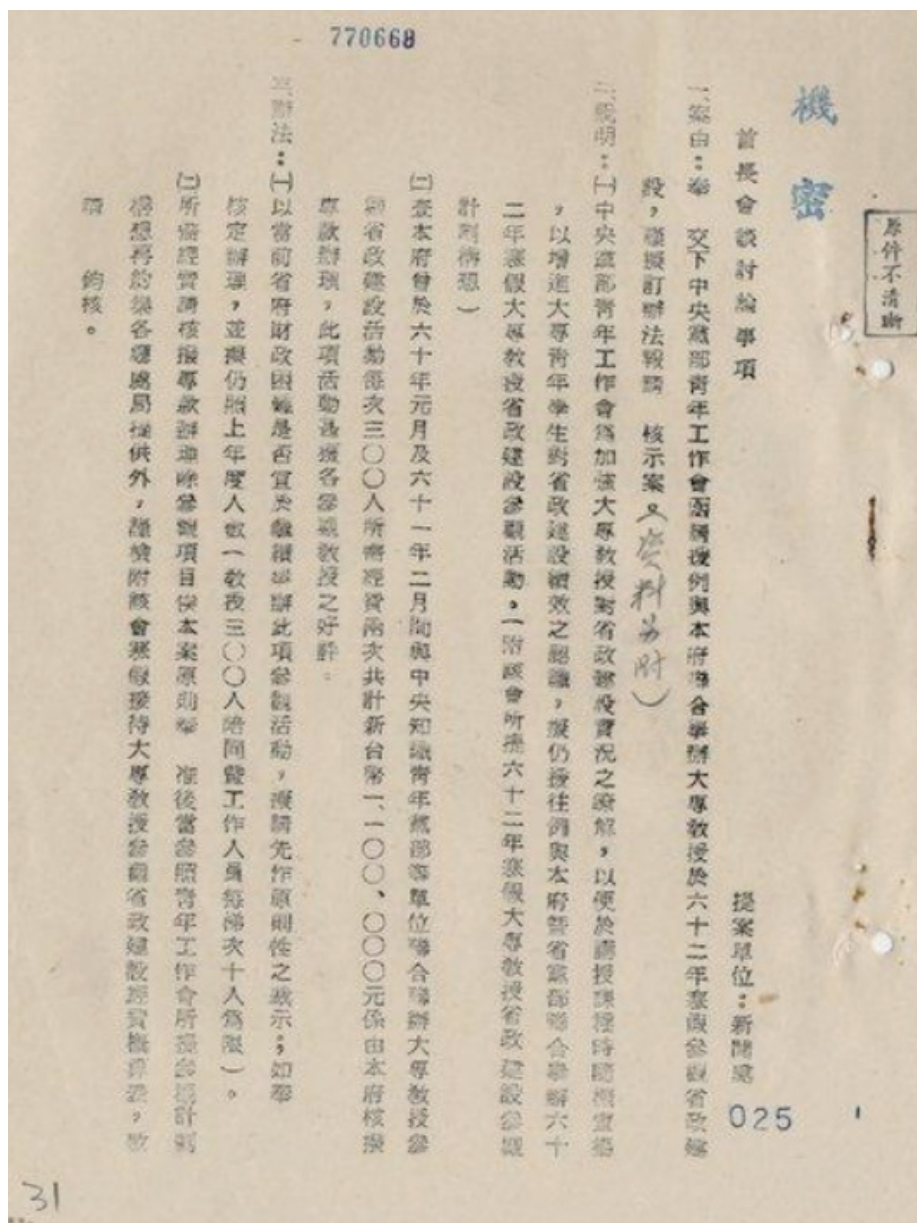 770668
機密
原件不清晰
首長會談討論事項
提案單位：新聞處
一、案由：奉　交下中央黨部青年工作會函請援例與本府聯合舉辦大專教授於六十二年寒假參觀省政建
設，謹擬訂辦法報請　核示案。（資料另附）
二、說明：㈠中央黨部青年工作會為加強大專教授對省政建設實況之瞭解，以便於講授課程時隨機宣導
，以增進大專青年學生對省政建設績效之認識，擬仍援往例與本府暨省黨部聯合舉辦六十
二年寒假大專教授省政建設參觀活動。（附該會所提六十二年寒假大專教授省政建設參觀
計劃構想）
㈡查本府曾於六十年元月及六十一年二月間與中央知識青年黨部等單位聯合舉辦大專教授參
觀省政建設活動每次三〇〇人所需經費兩次共計新台幣一、一〇〇、〇〇〇元係由本府核撥
專款辦理，此項活動甚獲各參觀教授之好評。
三、辦法：㈠以當前省府財政困難是否宜於繼續舉辦此項參觀活動，擬請先作原則性之啟示；如奉
核定辦理，並擬仍照上年度人數（教授三〇〇人陪同暨工作人員每梯次十人為限）。
㈡所需經費請核撥專款辦理除參觀項目俟本案原則奉　准後當參照青年工作會所提參觀計劃
構想再約集各廳處局提供外，謹檢附該會寒假接待大專教授參觀省政建設經費概算表，敬
請　鈞核。
025
31